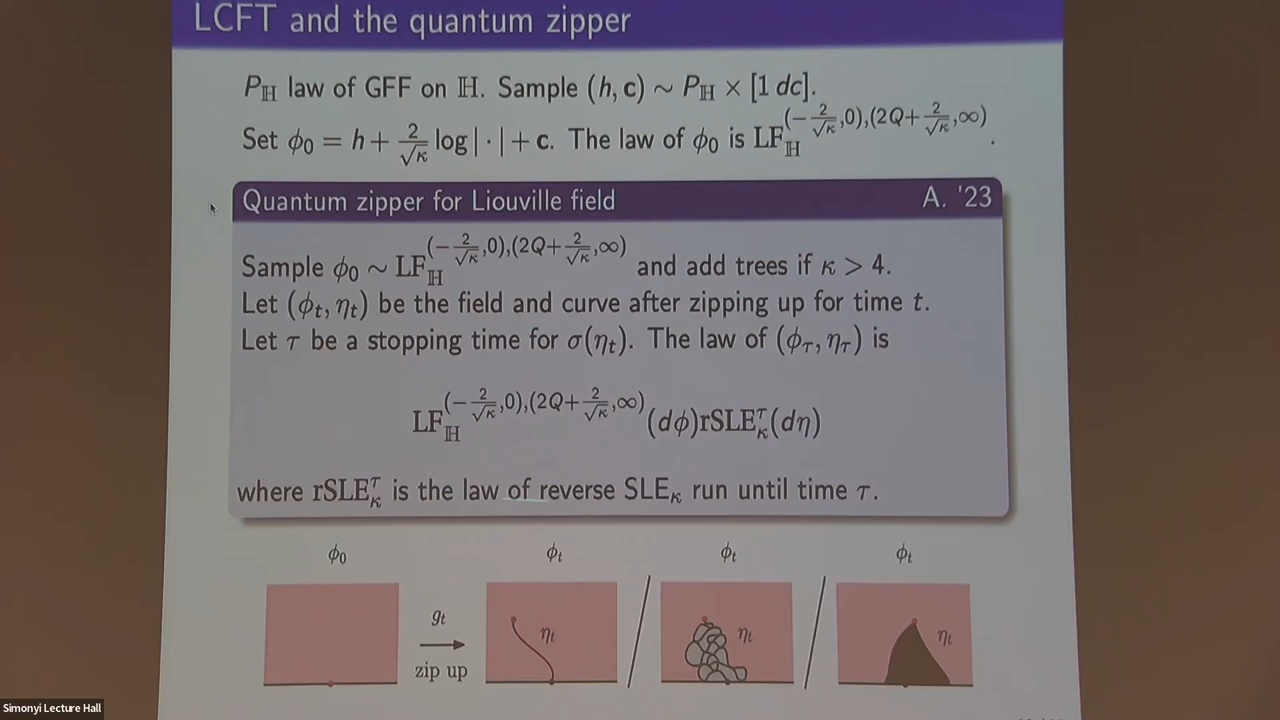 LCFT and the quantum zipper
P_ℍ law of GFF on ℍ. Sample (h, c) ∼ P_ℍ × [1 dc].
Set ϕ₀ = h + 2/√κ log|·| + c. The law of ϕ₀ is LF_ℍ^{(−2/√κ,0),(2Q+2/√κ,∞)}.
Quantum zipper for Liouville field A. '23
Sample ϕ₀ ∼ LF_ℍ^{(−2/√κ,0),(2Q+2/√κ,∞)} and add trees if κ > 4.
Let (ϕ_t, η_t) be the field and curve after zipping up for time t.
Let τ be a stopping time for σ(η_t). The law of (ϕ_τ, η_τ) is
LF_ℍ^{(−2/√κ,0),(2Q+2/√κ,∞)}(dϕ)rSLE_κ^τ(dη)
where rSLE_κ^τ is the law of reverse SLE_κ run until time τ.
ϕ₀ ϕ_t ϕ_t ϕ_t
g_t
zip up
η_t η_t η_t
Simonyi Lecture Hall